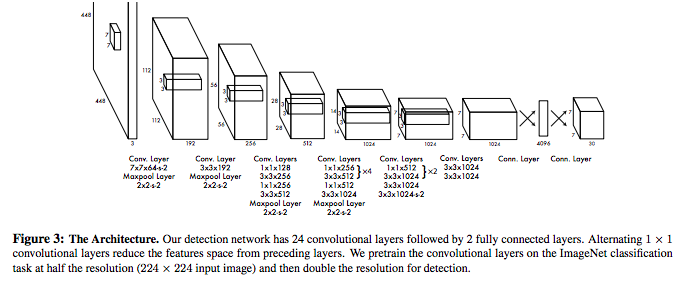 448
7
7
448
3
112
3
3
112
192
56
3
3
56
256
28
3
3
28
512
14
3
3
14
1024
7
3
3
7
1024
7
7
1024
4096
7
7
30
Conv. Layer
7x7x64-s-2
Maxpool Layer
2x2-s-2
Conv. Layer
3x3x192
Maxpool Layer
2x2-s-2
Conv. Layers
1x1x128
3x3x256
1x1x256
3x3x512
Maxpool Layer
2x2-s-2
Conv. Layers
1x1x256
3x3x512 }×4
1x1x512
3x3x1024
Maxpool Layer
2x2-s-2
Conv. Layers
1x1x512
3x3x1024 }×2
3x3x1024
3x3x1024-s-2
Conv. Layers
3x3x1024
3x3x1024
Conn. Layer
Conn. Layer
Figure 3: The Architecture. Our detection network has 24 convolutional layers followed by 2 fully connected layers. Alternating 1 × 1
convolutional layers reduce the features space from preceding layers. We pretrain the convolutional layers on the ImageNet classification
task at half the resolution (224 × 224 input image) and then double the resolution for detection.